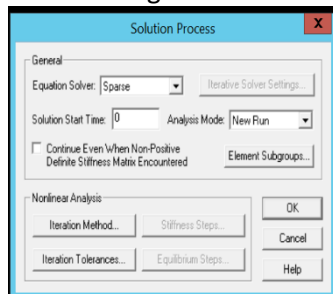 Solution Process
X
General
Equation Solver: Sparse
Iterative Solver Settings...
Solution Start Time: 0
Analysis Mode: New Run
Continue Even When Non-Positive
Definite Stiffness Matrix Encountered
Element Subgroups...
Nonlinear Analysis
Iteration Method...
Stiffness Steps...
Iteration Tolerances...
Equilibrium Steps...
OK
Cancel
Help